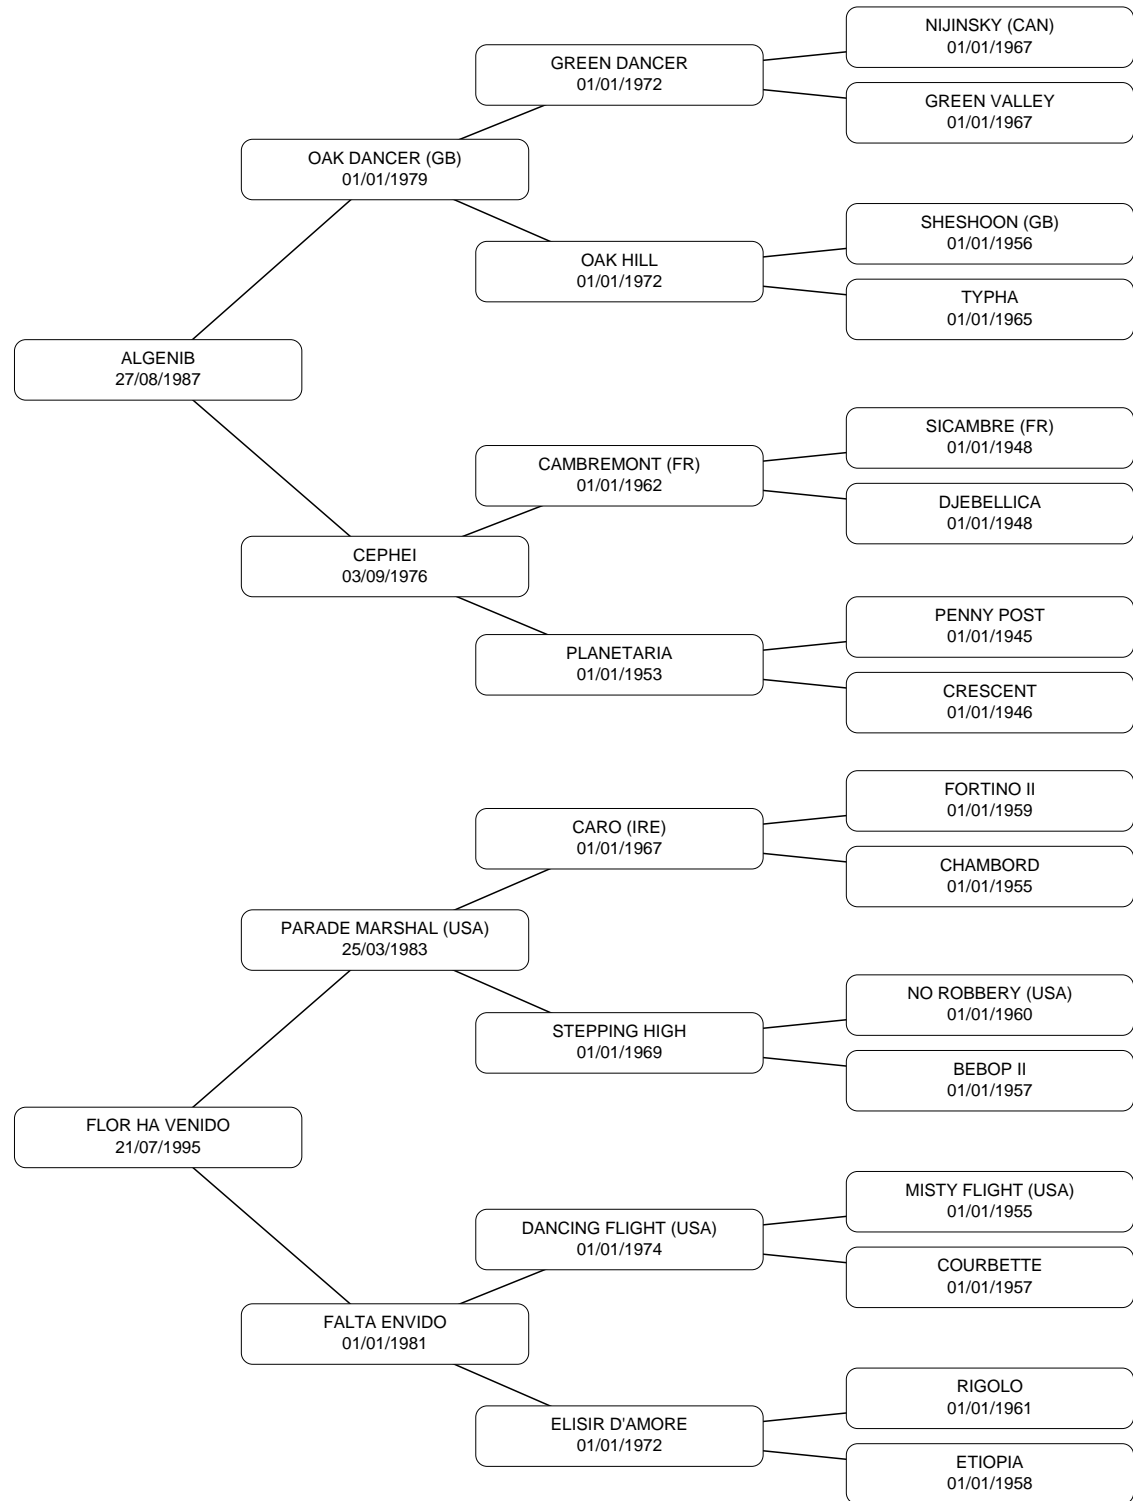 NIJINSKY (CAN)
01/01/1967
GREEN DANCER
01/01/1972
GREEN VALLEY
01/01/1967
OAK DANCER (GB)
01/01/1979
SHESHOON (GB)
01/01/1956
OAK HILL
01/01/1972
TYPHA
01/01/1965
ALGENIB
27/08/1987
SICAMBRE (FR)
01/01/1948
CAMBREMONT (FR)
01/01/1962
DJEBELLICA
01/01/1948
CEPHEI
03/09/1976
PENNY POST
01/01/1945
PLANETARIA
01/01/1953
CRESCENT
01/01/1946
FORTINO II
01/01/1959
CARO (IRE)
01/01/1967
CHAMBORD
01/01/1955
PARADE MARSHAL (USA)
25/03/1983
NO ROBBERY (USA)
01/01/1960
STEPPING HIGH
01/01/1969
BEBOP II
01/01/1957
FLOR HA VENIDO
21/07/1995
MISTY FLIGHT (USA)
01/01/1955
DANCING FLIGHT (USA)
01/01/1974
COURBETTE
01/01/1957
FALTA ENVIDO
01/01/1981
RIGOLO
01/01/1961
ELISIR D'AMORE
01/01/1972
ETIOPIA
01/01/1958